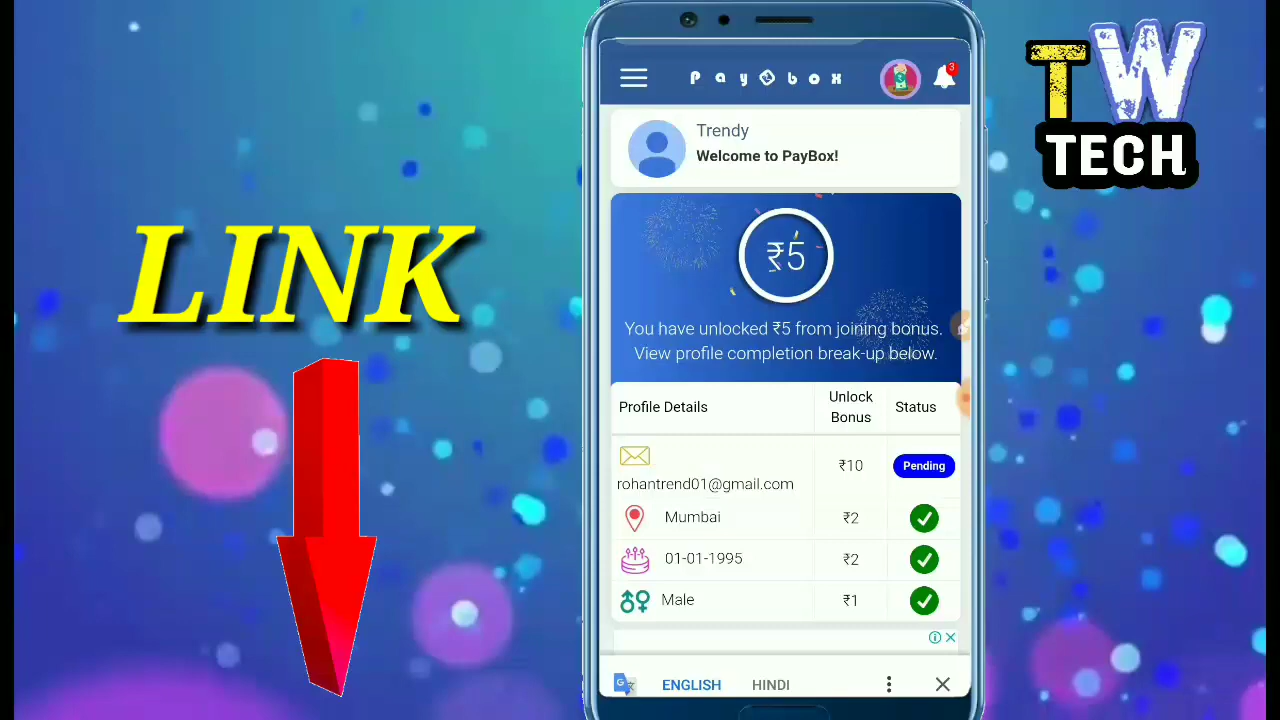 TW
TECH
LINK
Paybox
3
Trendy
Welcome to PayBox!
₹5
You have unlocked ₹5 from joining bonus.
View profile completion break-up below.
Profile Details
Unlock
Bonus
Status
rohantrend01@gmail.com
₹10
Pending
Mumbai
₹2
01-01-1995
₹2
Male
₹1
ENGLISH
HINDI